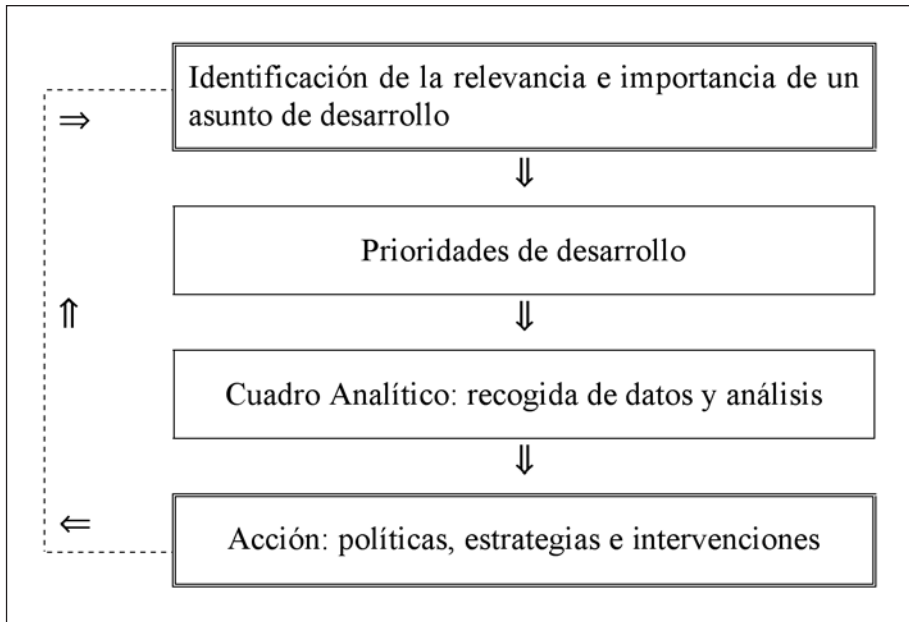 Identificación de la relevancia e importancia de un
asunto de desarrollo
⇒
⇓
Prioridades de desarrollo
⇑
⇓
Cuadro Analítico: recogida de datos y análisis
⇓
⇐
Acción: políticas, estrategias e intervenciones